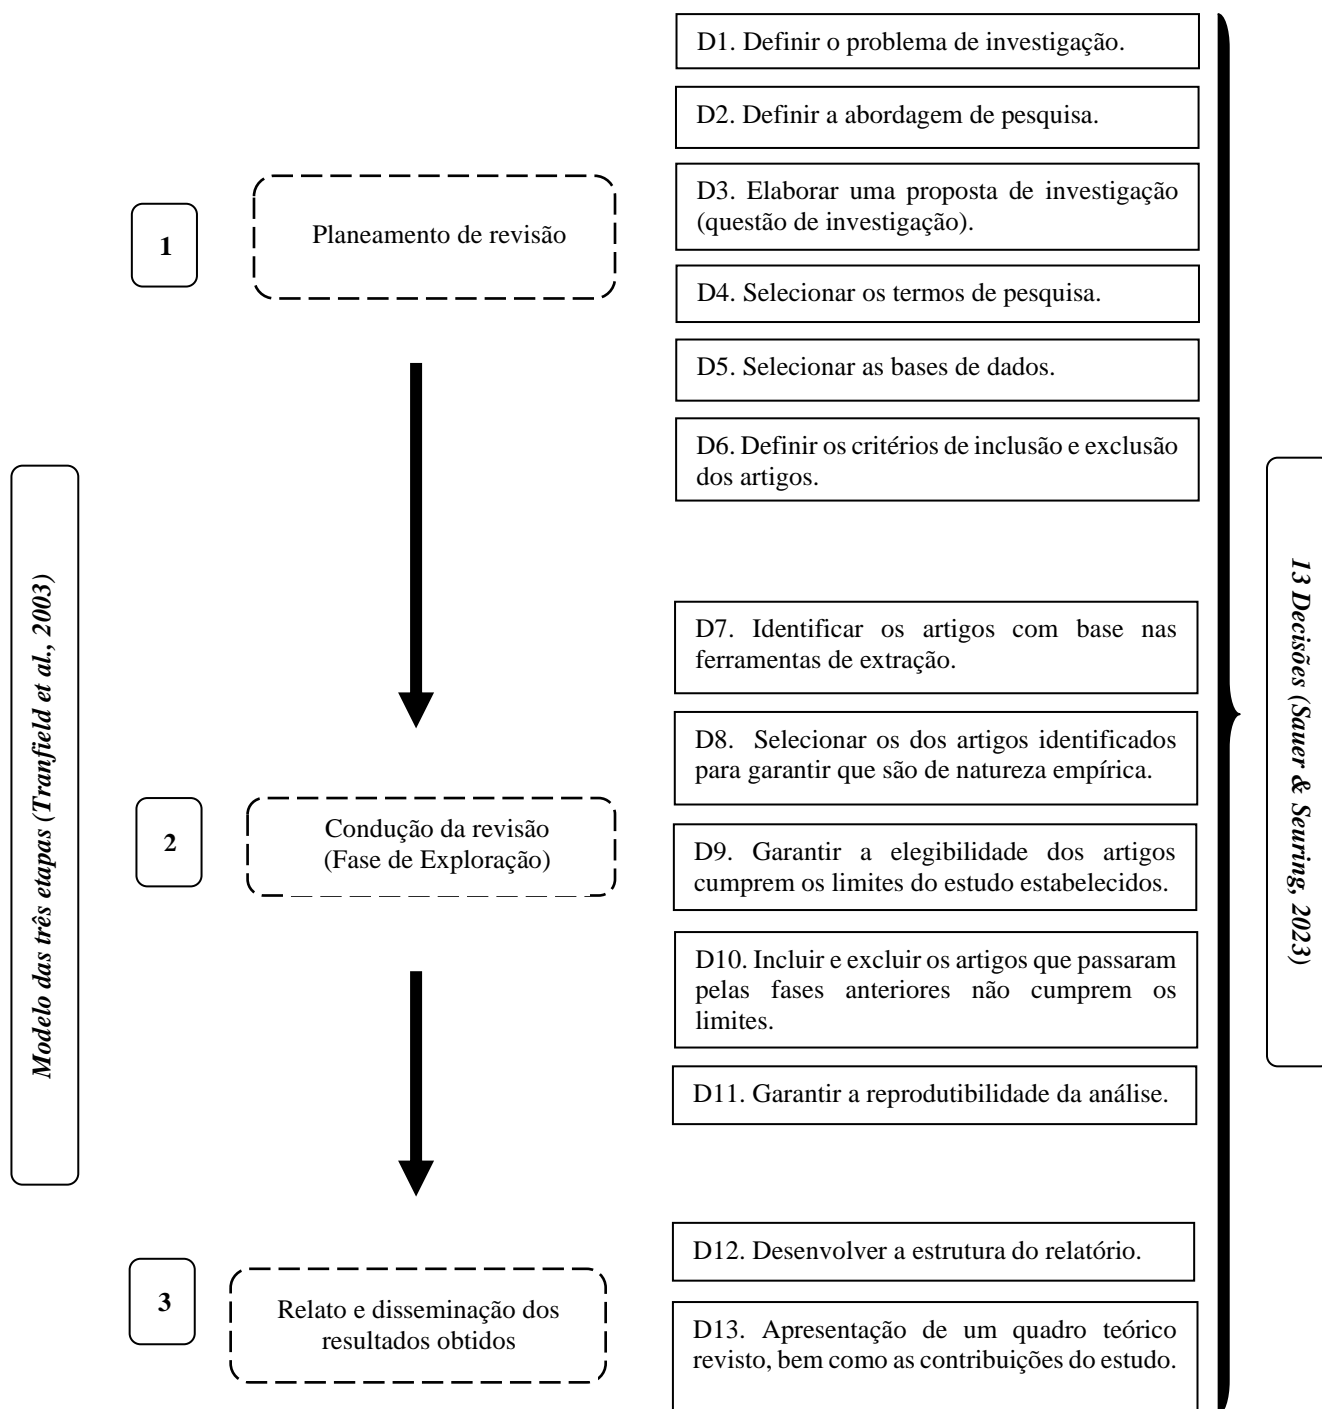 D1. Definir o problema de investigação.
D2. Definir a abordagem de pesquisa.
D3. Elaborar uma proposta de investigação
(questão de investigação).
1
Planeamento de revisão
D4. Selecionar os termos de pesquisa.
D5. Selecionar as bases de dados.
D6. Definir os critérios de inclusão e exclusão
dos artigos.
Modelo das três etapas (Tranfield et al., 2003)
13 Decisões (Sauer & Seuring, 2023)
D7. Identificar os artigos com base nas
ferramentas de extração.
D8. Selecionar os dos artigos identificados
para garantir que são de natureza empírica.
2
Condução da revisão
(Fase de Exploração)
D9. Garantir a elegibilidade dos artigos
cumprem os limites do estudo estabelecidos.
D10. Incluir e excluir os artigos que passaram
pelas fases anteriores não cumprem os
limites.
D11. Garantir a reprodutibilidade da análise.
D12. Desenvolver a estrutura do relatório.
3
Relato e disseminação dos
resultados obtidos
D13. Apresentação de um quadro teórico
revisto, bem como as contribuições do estudo.